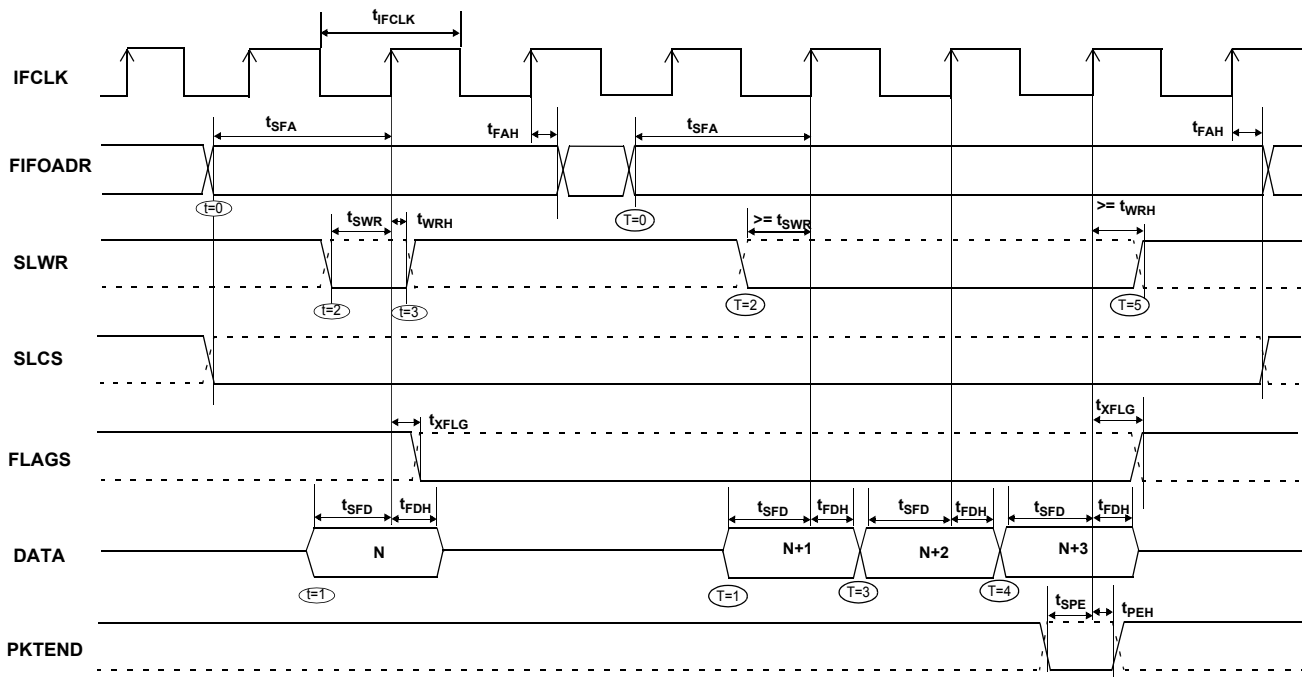 tIFCLK
IFCLK
tSFA
tFAH
tSFA
tFAH
FIFOADR
t=0
T=0
tSWR
tWRH
>= tSWR
>= tWRH
SLWR
t=2
t=3
T=2
T=5
SLCS
tXFLG
tXFLG
FLAGS
tSFD
tFDH
tSFD
tFDH
tSFD
tFDH
tSFD
tFDH
DATA
N
N+1
N+2
N+3
t=1
T=1
T=3
T=4
tSPE
tPEH
PKTEND